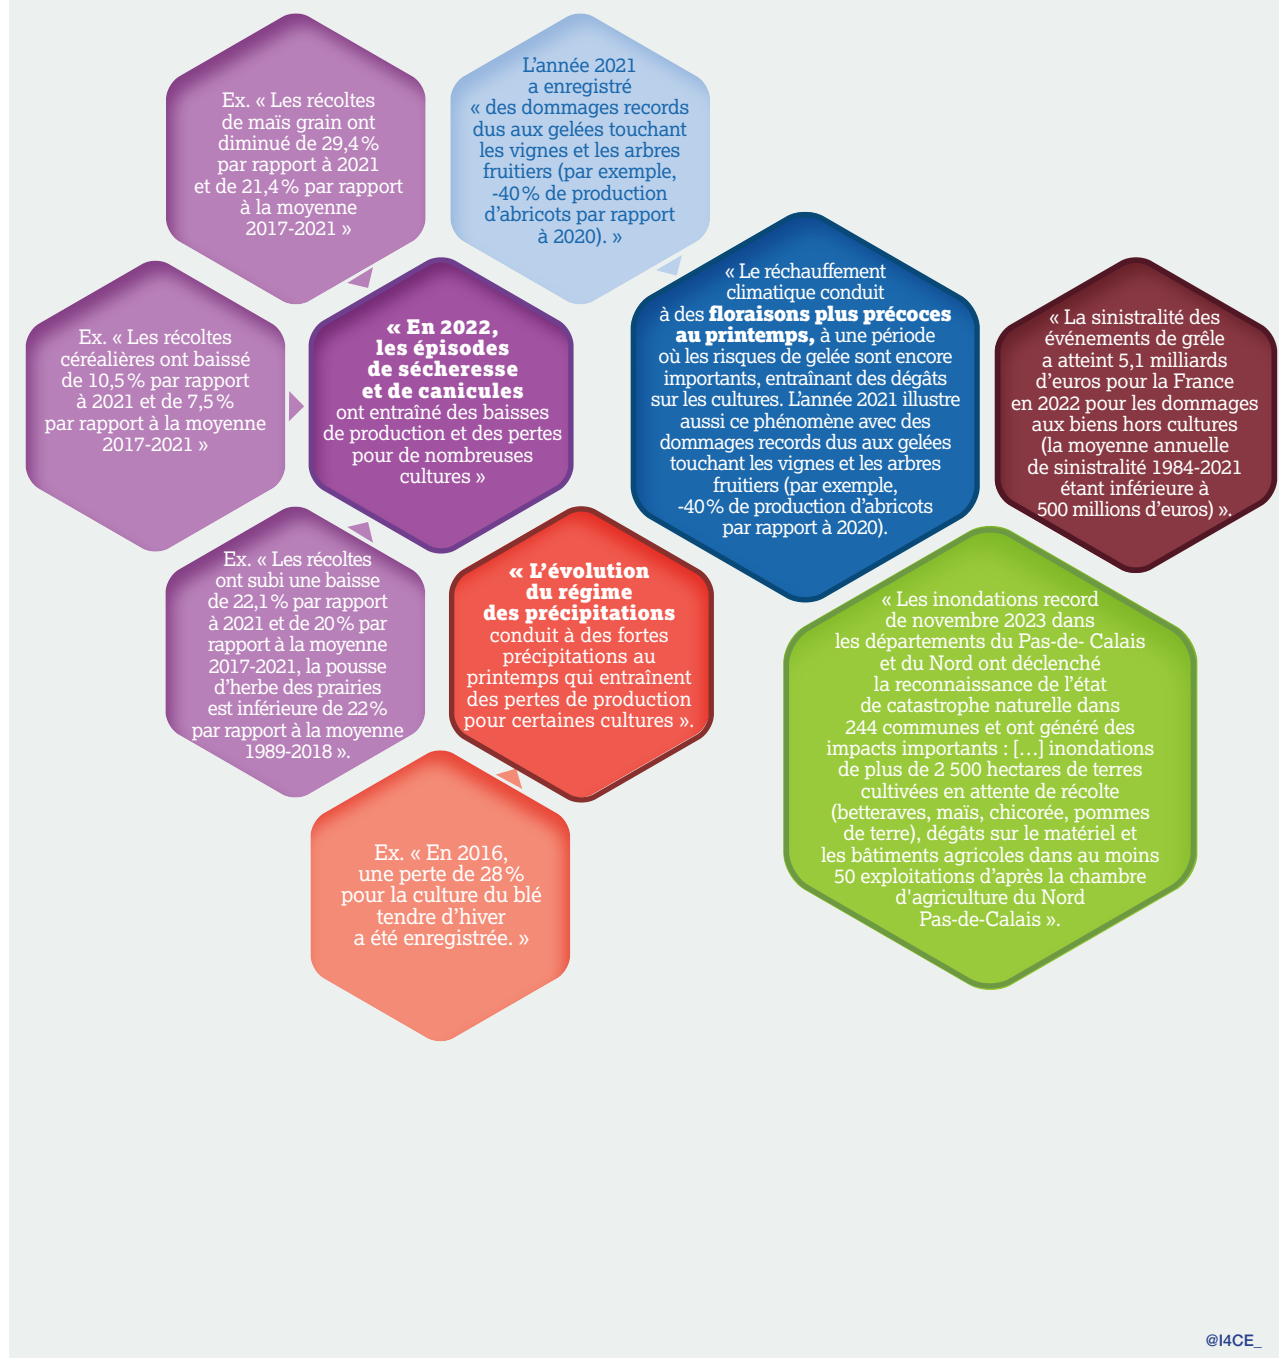 Ex. « Les récoltes
de maïs grain ont
diminué de 29,4 %
par rapport à 2021
et de 21,4 % par rapport
à la moyenne
2017-2021 »
L'année 2021
a enregistré
« des dommages records
dus aux gelées touchant
les vignes et les arbres
fruitiers (par exemple,
-40 % de production
d'abricots par rapport
à 2020). »
Ex. « Les récoltes
céréalières ont baissé
de 10,5 % par rapport
à 2021 et de 7,5 %
par rapport à la moyenne
2017-2021 »
« En 2022,
les épisodes
de sécheresse
et de canicules
ont entraîné des baisses
de production et des pertes
pour de nombreuses
cultures »
« Le réchauffement
climatique conduit
à des floraisons plus précoces
au printemps, à une période
où les risques de gelée sont encore
importants, entraînant des dégâts
sur les cultures. L'année 2021 illustre
aussi ce phénomène avec des
dommages records dus aux gelées
touchant les vignes et les arbres
fruitiers (par exemple,
-40 % de production d'abricots
par rapport à 2020).
« La sinistralité des
événements de grêle
a atteint 5,1 milliards
d'euros pour la France
en 2022 pour les dommages
aux biens hors cultures
(la moyenne annuelle
de sinistralité 1984-2021
étant inférieure à
500 millions d'euros) ».
Ex. « Les récoltes
ont subi une baisse
de 22,1 % par rapport
à 2021 et de 20 % par
rapport à la moyenne
2017-2021, la pousse
d'herbe des prairies
est inférieure de 22 %
par rapport à la moyenne
1989-2018 ».
« L'évolution
du régime
des précipitations
conduit à des fortes
précipitations au
printemps qui entraînent
des pertes de production
pour certaines cultures ».
« Les inondations record
de novembre 2023 dans
les départements du Pas-de- Calais
et du Nord ont déclenché
la reconnaissance de l'état
de catastrophe naturelle dans
244 communes et ont généré des
impacts importants : [...] inondations
de plus de 2 500 hectares de terres
cultivées en attente de récolte
(betteraves, maïs, chicorée, pommes
de terre), dégâts sur le matériel et
les bâtiments agricoles dans au moins
50 exploitations d'après la chambre
d'agriculture du Nord
Pas-de-Calais ».
Ex. « En 2016,
une perte de 28 %
pour la culture du blé
tendre d'hiver
a été enregistrée. »
@I4CE_